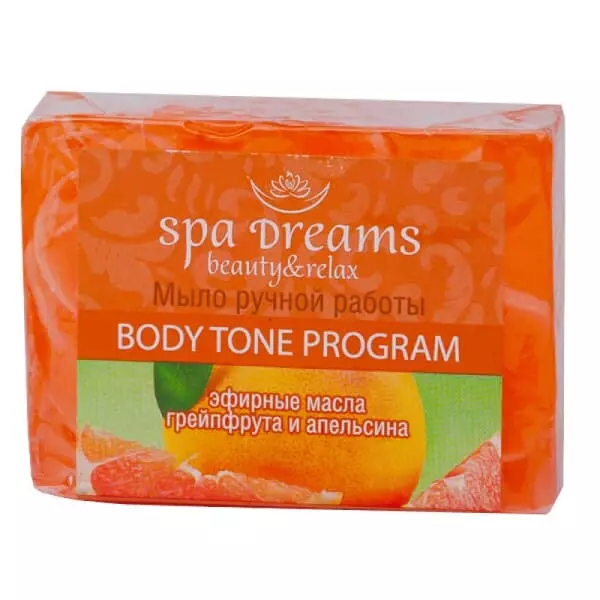 spa Dreams
beauty&relax
Мыло ручной работы
BODY TONE PROGRAM
эфирные масла
грейпфрута и апельсина